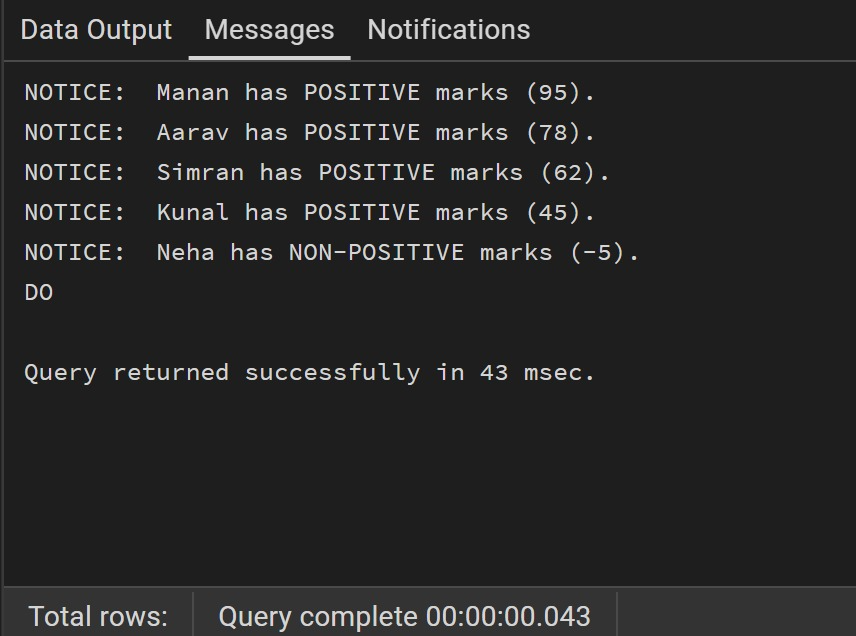 Data Output Messages Notifications
NOTICE:  Manan has POSITIVE marks (95).
NOTICE:  Aarav has POSITIVE marks (78).
NOTICE:  Simran has POSITIVE marks (62).
NOTICE:  Kunal has POSITIVE marks (45).
NOTICE:  Neha has NON-POSITIVE marks (-5).
DO
Query returned successfully in 43 msec.
Total rows: Query complete 00:00:00.043